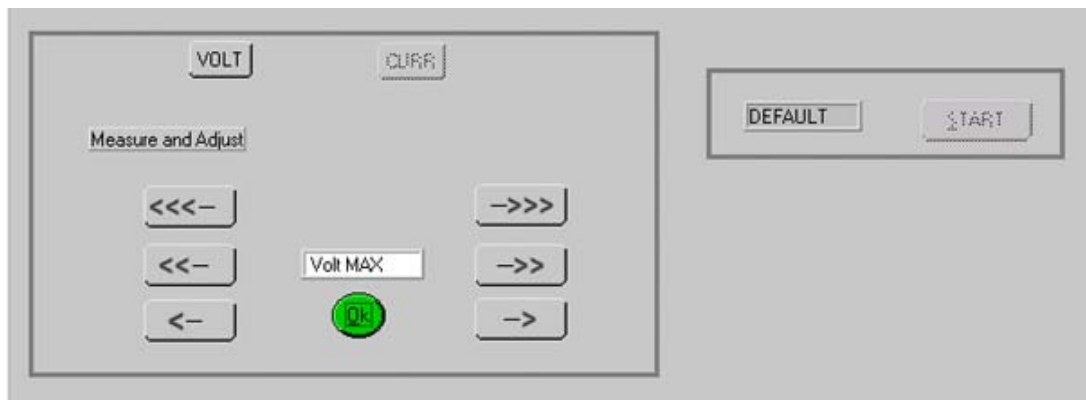 VOLT
CURR
Measure and Adjust
<<<–
–>>>
<<–
Volt MAX
–>>
<–
Ok
–>
DEFAULT
START